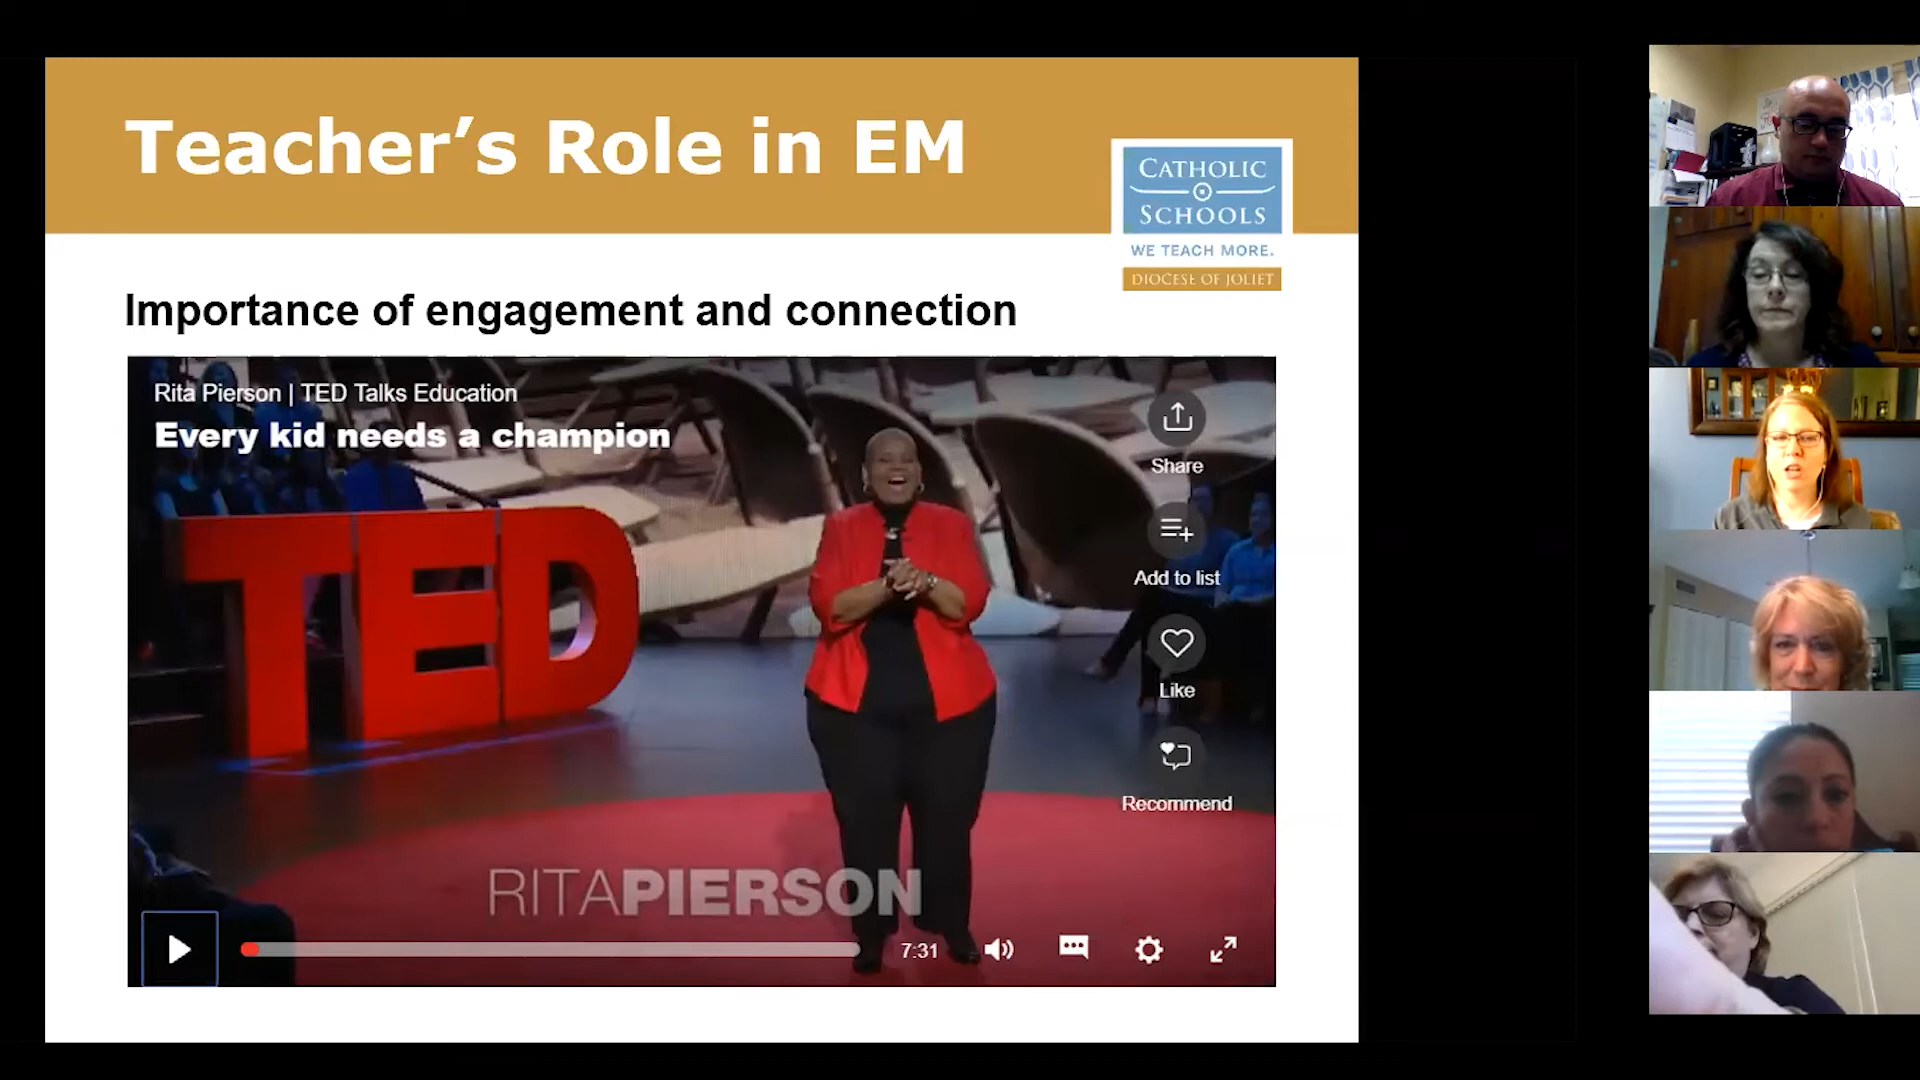 Teacher’s Role in EM
CATHOLIC
SCHOOLS
WE TEACH MORE.
DIOCESE OF JOLIET
Importance of engagement and connection
Rita Pierson | TED Talks Education
Every kid needs a champion
Share
Add to list
Like
Recommend
TED
RITAPIERSON
7:31